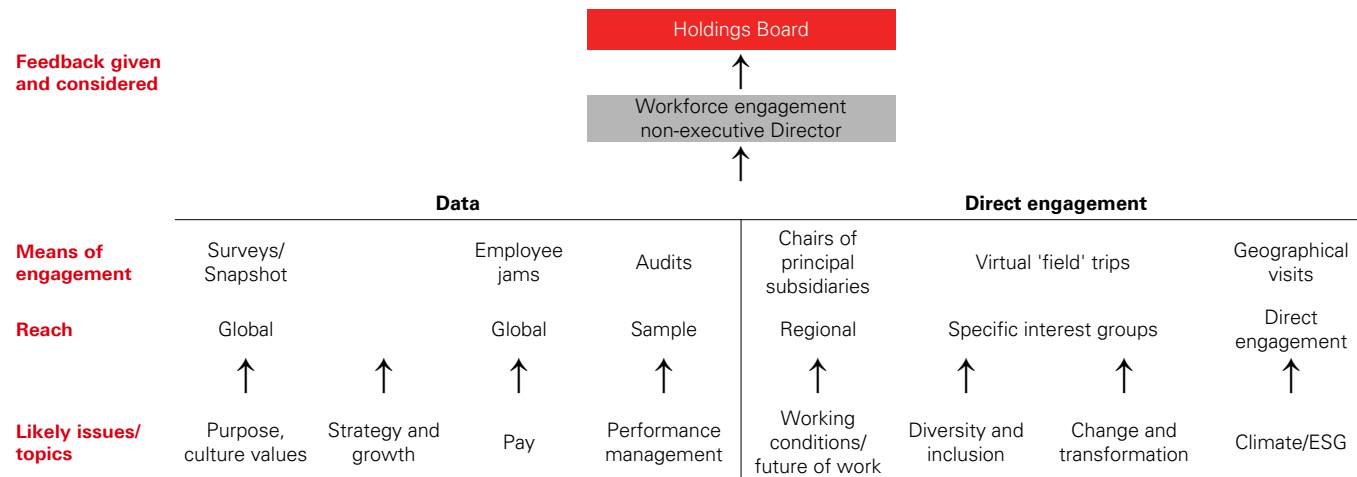 Holdings Board
Feedback given
and considered
Workforce engagement
non-executive Director
Data
Direct engagement
Means of
engagement
Surveys/
Snapshot
Employee
jams
Audits
Chairs of
principal
subsidiaries
Virtual 'field' trips
Geographical
visits
Reach
Global
Global
Sample
Regional
Specific interest groups
Direct
engagement
Likely issues/
topics
Purpose,
culture values
Strategy and
growth
Pay
Performance
management
Working
conditions/
future of work
Diversity and
inclusion
Change and
transformation
Climate/ESG